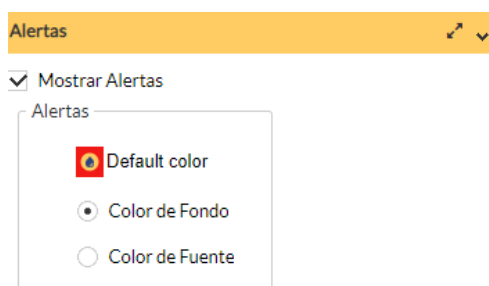 Alertas
Mostrar Alertas
Alertas
Default color
Color de Fondo
Color de Fuente